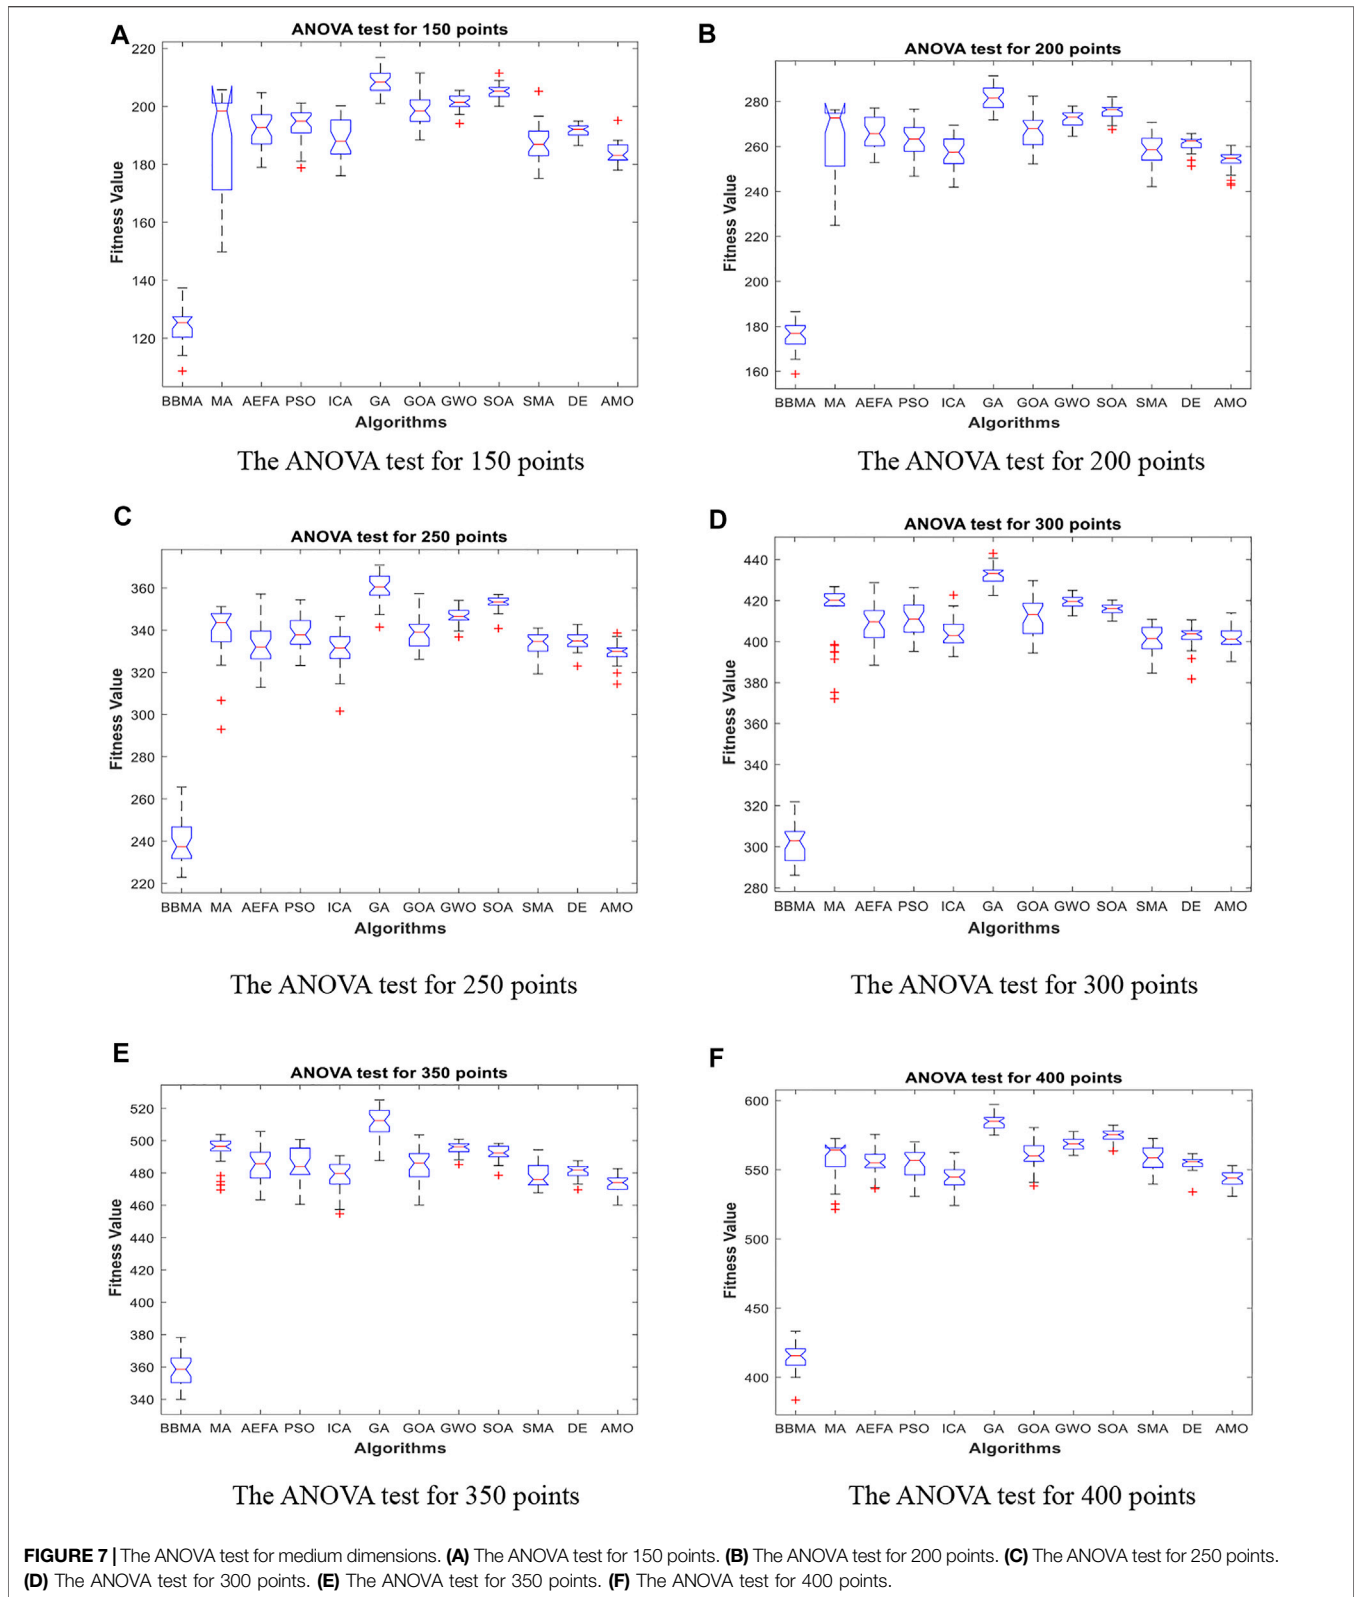 A
ANOVA test for 150 points
220
200
180
160
140
120
Fitness Value
BBMA MA AEFA PSO ICA GA GOA GWO SOA SMA DE AMO
Algorithms
The ANOVA test for 150 points
B
ANOVA test for 200 points
280
260
240
220
200
180
160
Fitness Value
BBMA MA AEFA PSO ICA GA GOA GWO SOA SMA DE AMO
Algorithms
The ANOVA test for 200 points
C
ANOVA test for 250 points
360
340
320
300
280
260
240
220
Fitness Value
BBMA MA AEFA PSO ICA GA GOA GWO SOA SMA DE AMO
Algorithms
The ANOVA test for 250 points
D
ANOVA test for 300 points
440
420
400
380
360
340
320
300
280
Fitness Value
BBMA MA AEFA PSO ICA GA GOA GWO SOA SMA DE AMO
Algorithms
The ANOVA test for 300 points
E
ANOVA test for 350 points
520
500
480
460
440
420
400
380
360
340
Fitness Value
BBMA MA AEFA PSO ICA GA GOA GWO SOA SMA DE AMO
Algorithms
The ANOVA test for 350 points
F
ANOVA test for 400 points
600
550
500
450
400
Fitness Value
BBMA MA AEFA PSO ICA GA GOA GWO SOA SMA DE AMO
Algorithms
The ANOVA test for 400 points
FIGURE 7 | The ANOVA test for medium dimensions. (A) The ANOVA test for 150 points. (B) The ANOVA test for 200 points. (C) The ANOVA test for 250 points.
(D) The ANOVA test for 300 points. (E) The ANOVA test for 350 points. (F) The ANOVA test for 400 points.